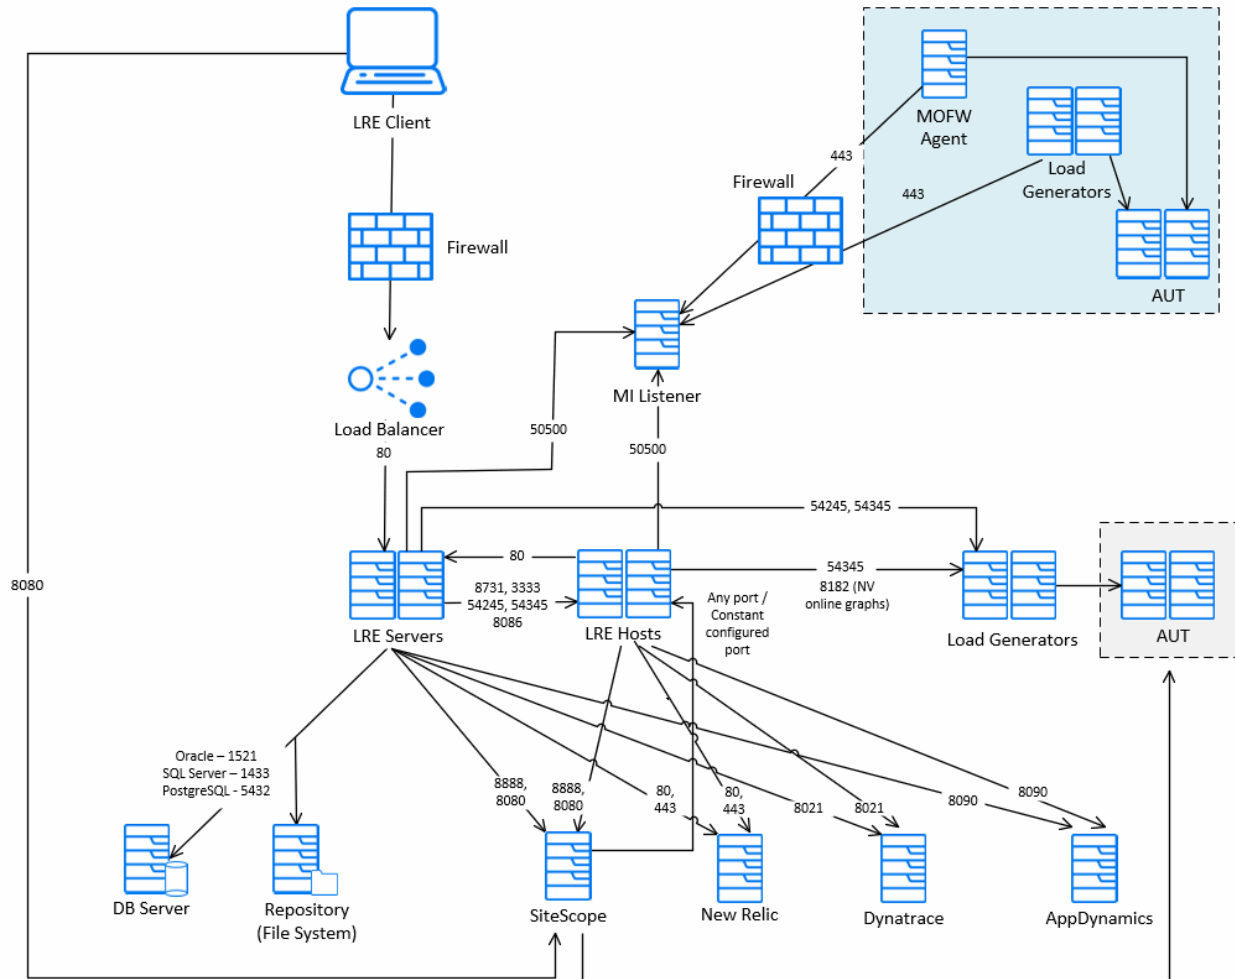 LRE Client
MOFW
Agent
Load
Generators
AUT
443
443
Firewall
Firewall
MI Listener
Load Balancer
80
50500
50500
54245, 54345
8080
80
8731, 3333
54245, 54345
8086
54345
8182 (NV
online graphs)
Any port /
Constant
configured
port
LRE Servers
LRE Hosts
Load Generators
AUT
Oracle – 1521
SQL Server – 1433
PostgreSQL - 5432
8888,
8080
8888,
8080
80,
443
80,
443
8021
8021
8090
8090
DB Server
Repository
(File System)
SiteScope
New Relic
Dynatrace
AppDynamics